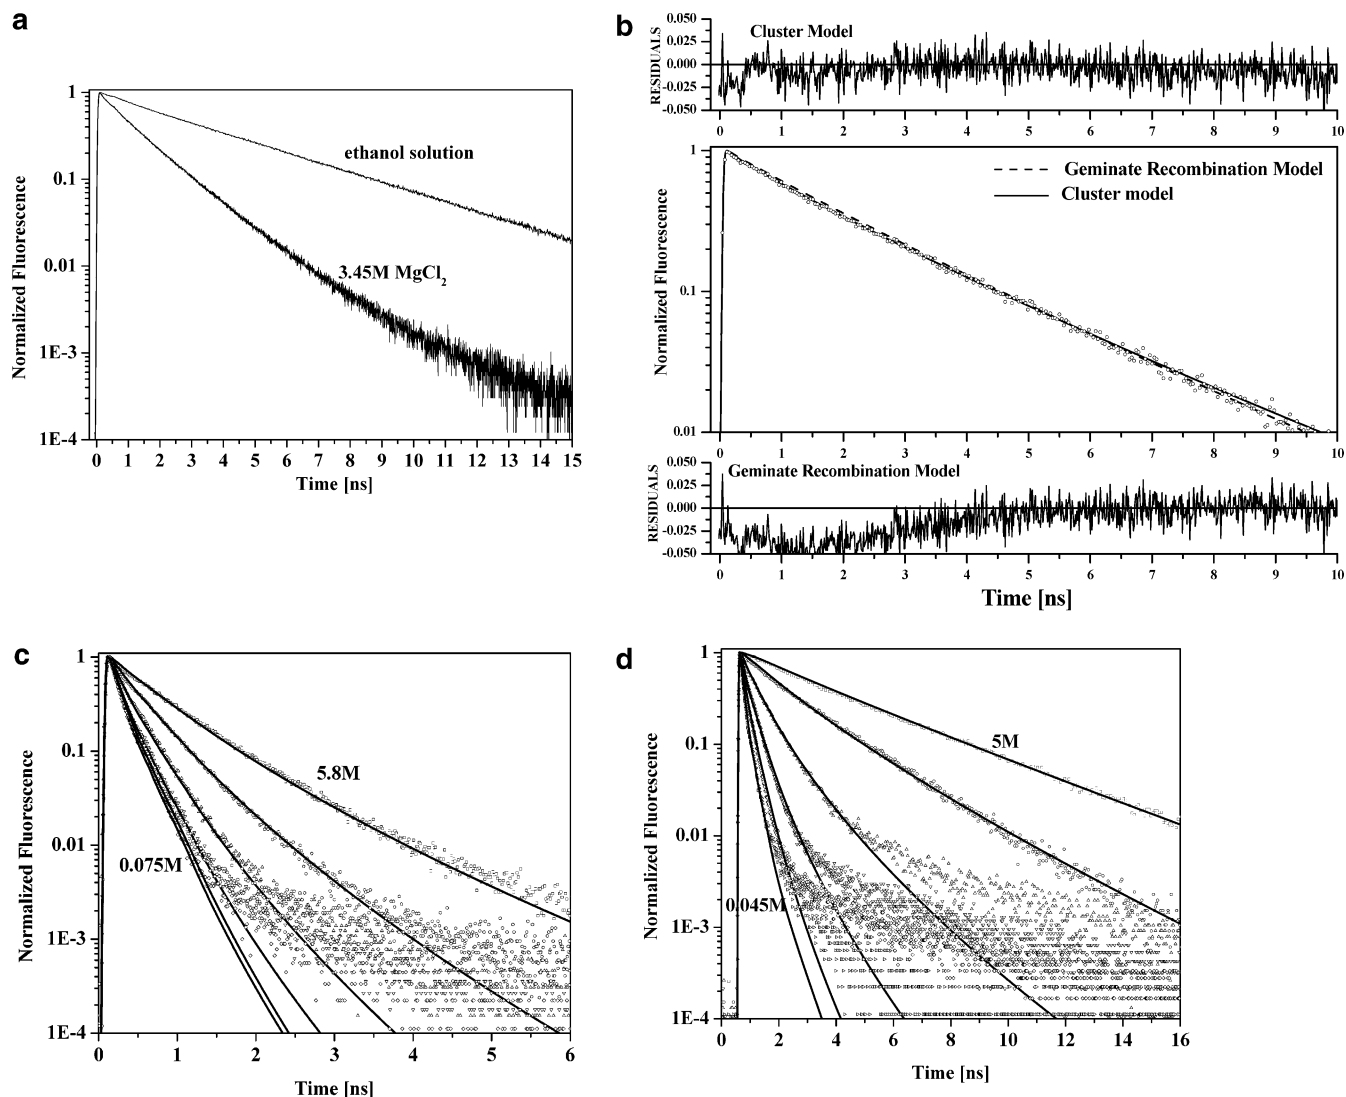 a
Normalized Fluorescence
1
0.1
0.01
1E-3
1E-4
ethanol solution
3.45M MgCl2
0 1 2 3 4 5 6 7 8 9 10 11 12 13 14 15
Time [ns]
b
RESIDUALS
0.050
0.025
0.000
-0.025
-0.050
Cluster Model
0 1 2 3 4 5 6 7 8 9 10
Normalized Fluorescence
1
0.1
0.01
Geminate Recombination Model
Cluster model
0 1 2 3 4 5 6 7 8 9 10
RESIDUALS
0.050
0.025
0.000
-0.025
-0.050
Geminate Recombination Model
0 1 2 3 4 5 6 7 8 9 10
Time [ns]
c
Normalized Fluorescence
1
0.1
0.01
1E-3
1E-4
5.8M
0.075M
0 1 2 3 4 5 6
Time [ns]
d
Normalized Fluorescence
1
0.1
0.01
1E-3
1E-4
5M
0.045M
0 2 4 6 8 10 12 14 16
Time [ns]